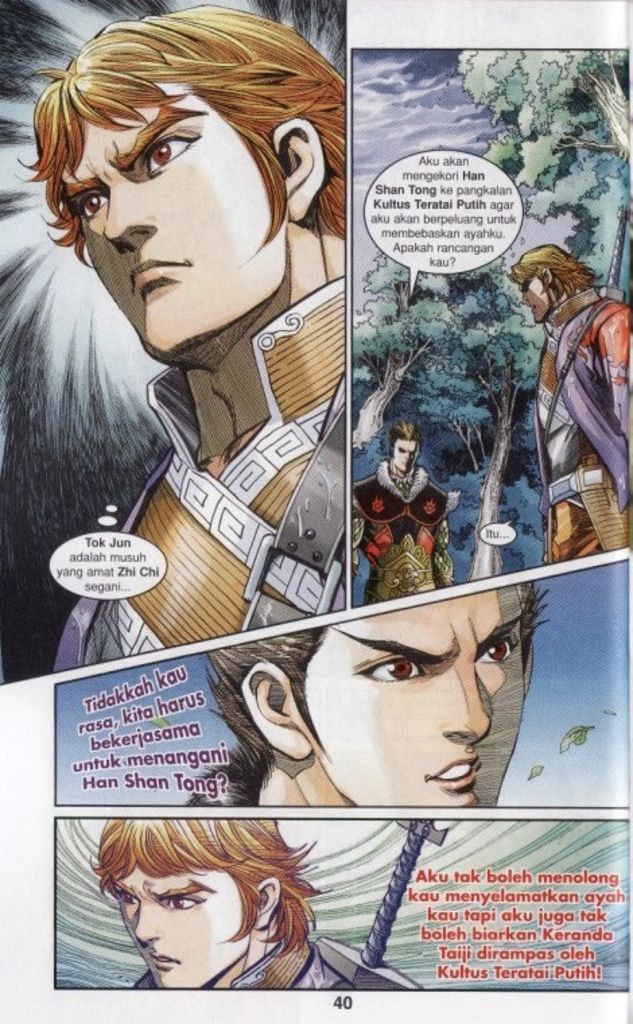 Tok Jun
adalah musuh
yang amat Zhi Chi
segani...
Aku akan
mengekori Han
Shan Tong ke pangkalan
Kultus Teratai Putih agar
aku akan berpeluang untuk
membebaskan ayahku.
Apakah rancangan
kau?
Itu...
Tidakkah kau
rasa, kita harus
bekerjasama
untuk menangani
Han Shan Tong?
Aku tak boleh menolong
kau menyelamatkan ayah
kau tapi aku juga tak
boleh biarkan Keranda
Taiji dirampas oleh
Kultus Teratai Putih!
40